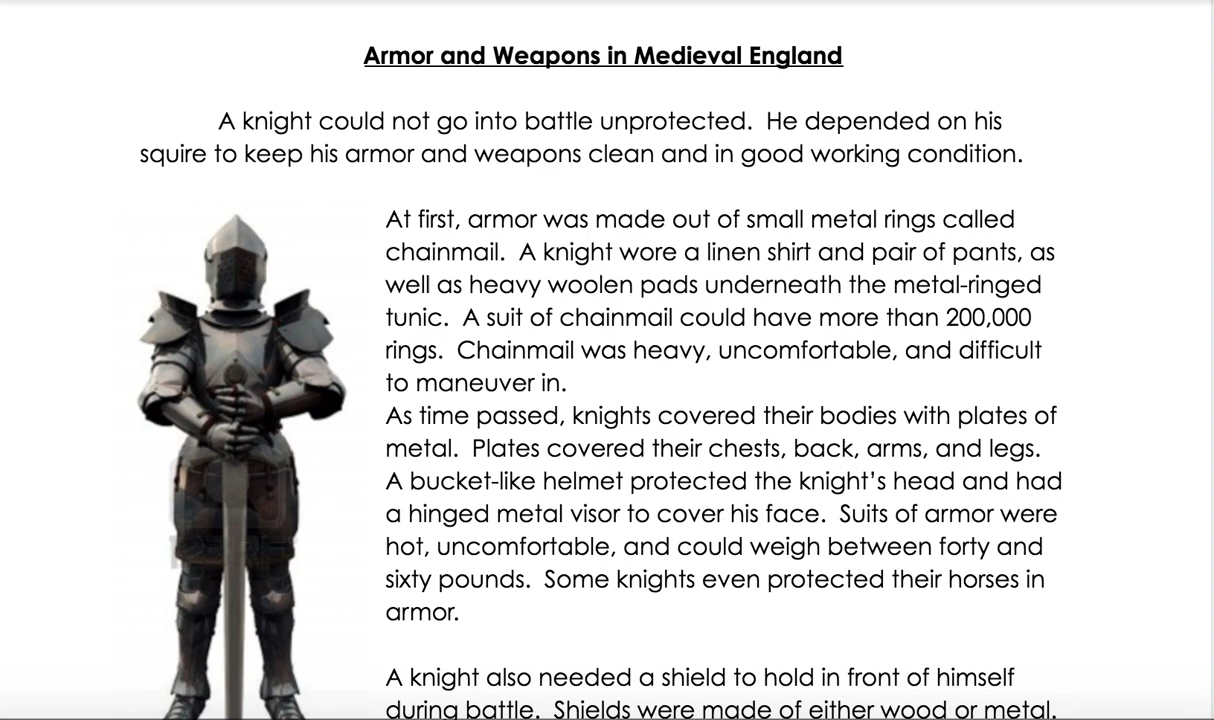 Armor and Weapons in Medieval England
A knight could not go into battle unprotected.  He depended on his
squire to keep his armor and weapons clean and in good working condition.
At first, armor was made out of small metal rings called
chainmail.  A knight wore a linen shirt and pair of pants, as
well as heavy woolen pads underneath the metal-ringed
tunic.  A suit of chainmail could have more than 200,000
rings.  Chainmail was heavy, uncomfortable, and difficult
to maneuver in.
As time passed, knights covered their bodies with plates of
metal.  Plates covered their chests, back, arms, and legs.
A bucket-like helmet protected the knight’s head and had
a hinged metal visor to cover his face.  Suits of armor were
hot, uncomfortable, and could weigh between forty and
sixty pounds.  Some knights even protected their horses in
armor.
A knight also needed a shield to hold in front of himself
during battle.  Shields were made of either wood or metal.